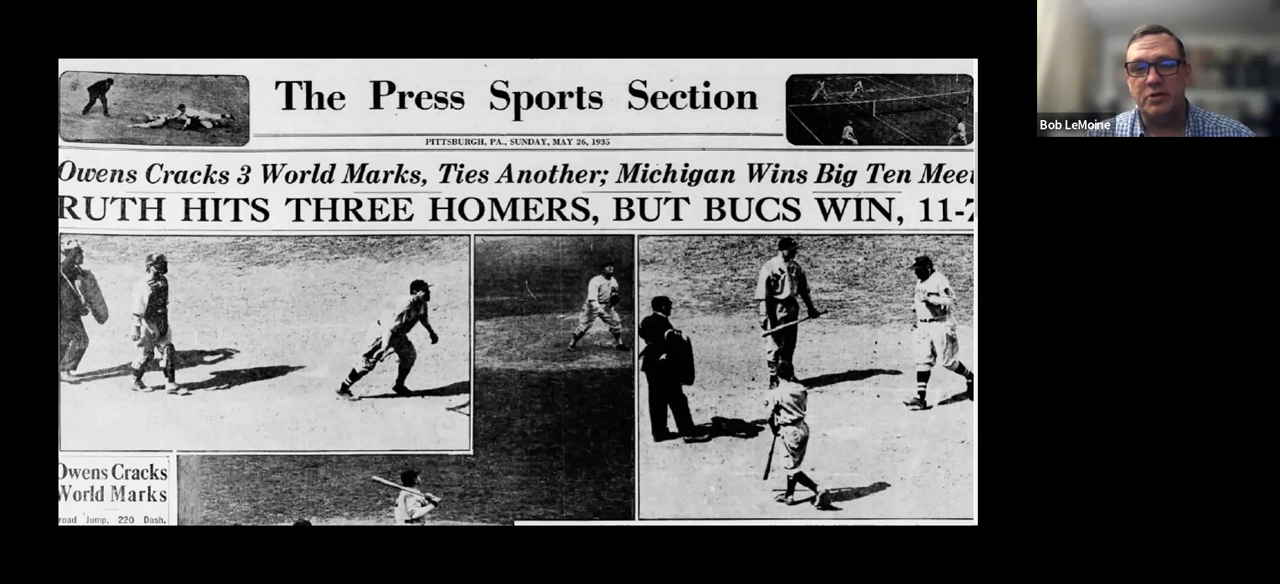 The Press Sports Section
PITTSBURGH, PA., SUNDAY, MAY 26, 1935
Owens Cracks 3 World Marks, Ties Another; Michigan Wins Big Ten Meet
RUTH HITS THREE HOMERS, BUT BUCS WIN, 11-7
Owens Cracks
World Marks
road Jump, 220 Dash,
Bob LeMoine